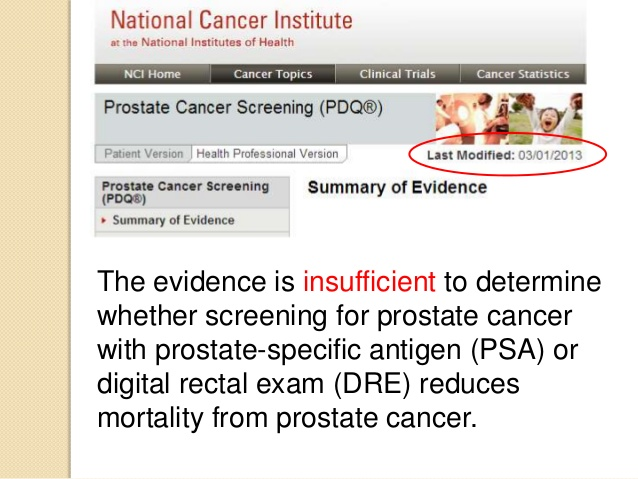 National Cancer Institute
at the National Institutes of Health
NCI Home Cancer Topics Clinical Trials Cancer Statistics
Prostate Cancer Screening (PDQ®)
Patient Version Health Professional Version
Last Modified: 03/01/2013
Prostate Cancer Screening
(PDQ®)
Summary of Evidence
Summary of Evidence
The evidence is insufficient to determine
whether screening for prostate cancer
with prostate-specific antigen (PSA) or
digital rectal exam (DRE) reduces
mortality from prostate cancer.